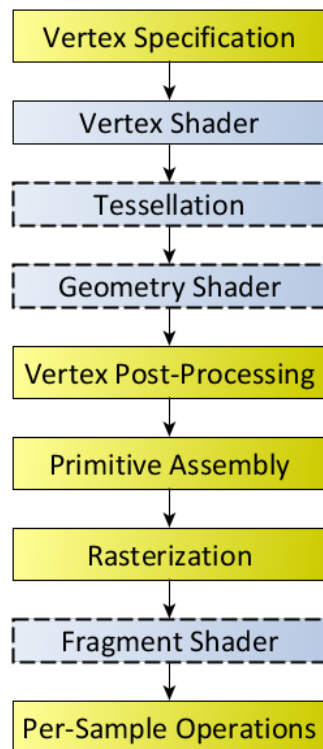 Vertex Specification
Vertex Shader
Tessellation
Geometry Shader
Vertex Post-Processing
Primitive Assembly
Rasterization
Fragment Shader
Per-Sample Operations